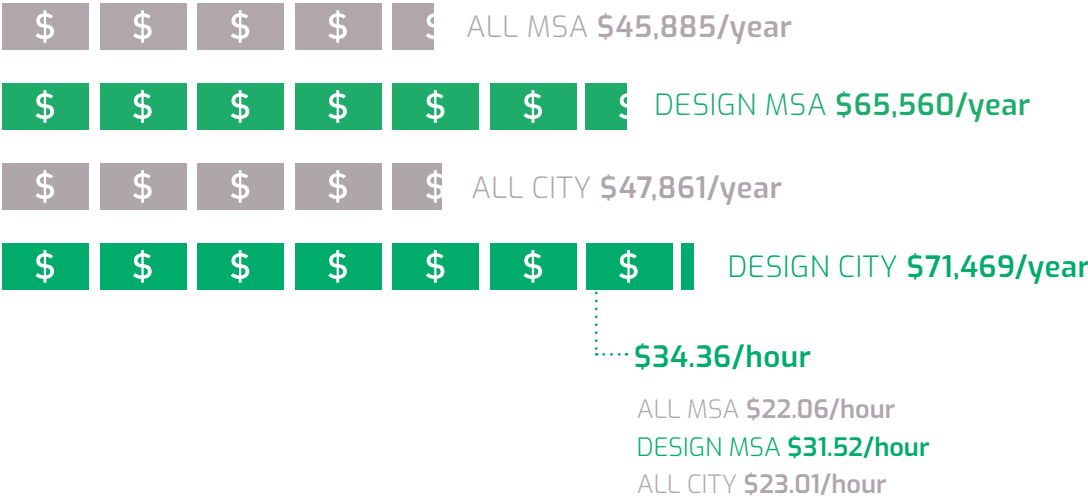 $ $ $ $ $ ALL MSA $45,885/year
$ $ $ $ $ $ $ DESIGN MSA $65,560/year
$ $ $ $ $ ALL CITY $47,861/year
$ $ $ $ $ $ $ DESIGN CITY $71,469/year
$34.36/hour
ALL MSA $22.06/hour
DESIGN MSA $31.52/hour
ALL CITY $23.01/hour